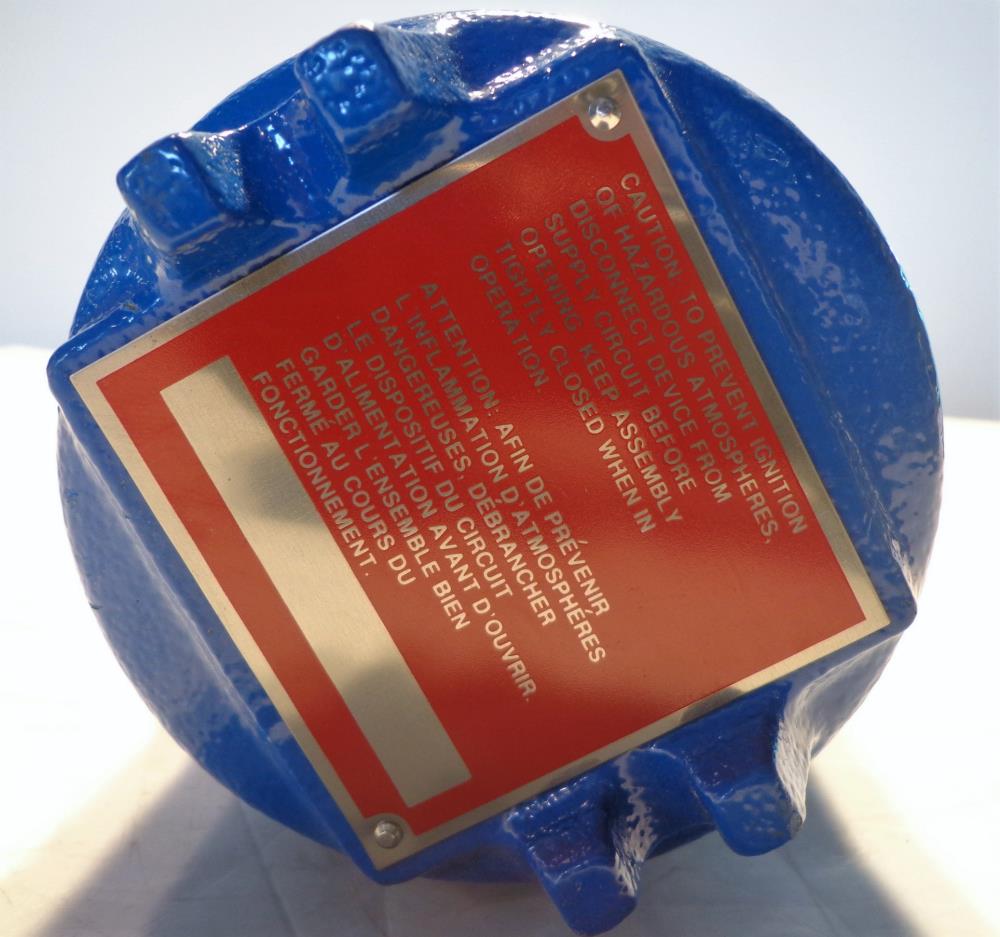 CAUTION: TO PREVENT IGNITION
OF HAZARDOUS ATMOSPHERES,
DISCONNECT DEVICE FROM
SUPPLY CIRCUIT BEFORE
OPENING KEEP ASSEMBLY
TIGHTLY CLOSED WHEN IN
OPERATION
ATTENTION: AFIN DE PRÉVENIR
L'INFLAMMATION D'ATMOSPHÉRES
DANGEREUSES, DÉBRANCHER
LE DISPOSITIF DU CIRCUIT
D'ALIMENTATION AVANT D'OUVRIR.
GARDER L'ENSEMBLE BIEN
FERMÉ AU COURS DU
FONCTIONNEMENT.